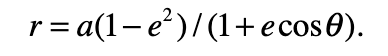 r = a(1 − e²) / (1 + e cos θ).